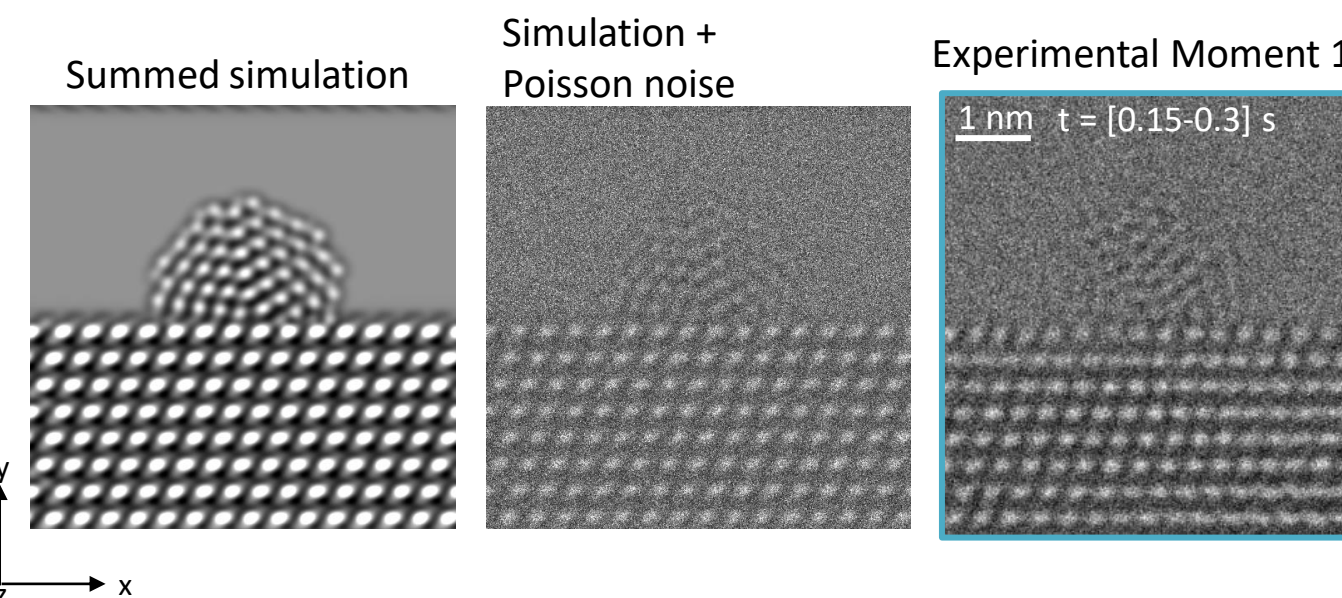 Summed simulation
Simulation +
Poisson noise
Experimental Moment 1
1 nm t = [0.15-0.3] s
y
x
z